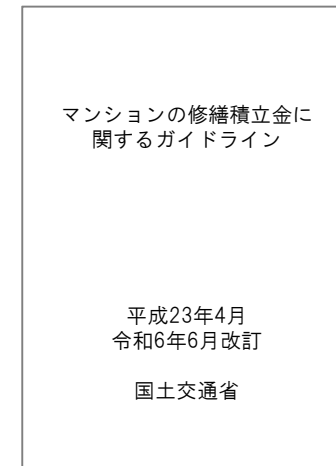 マンションの修繕積立金に
関するガイドライン
平成23年4月
令和6年6月改訂
国土交通省